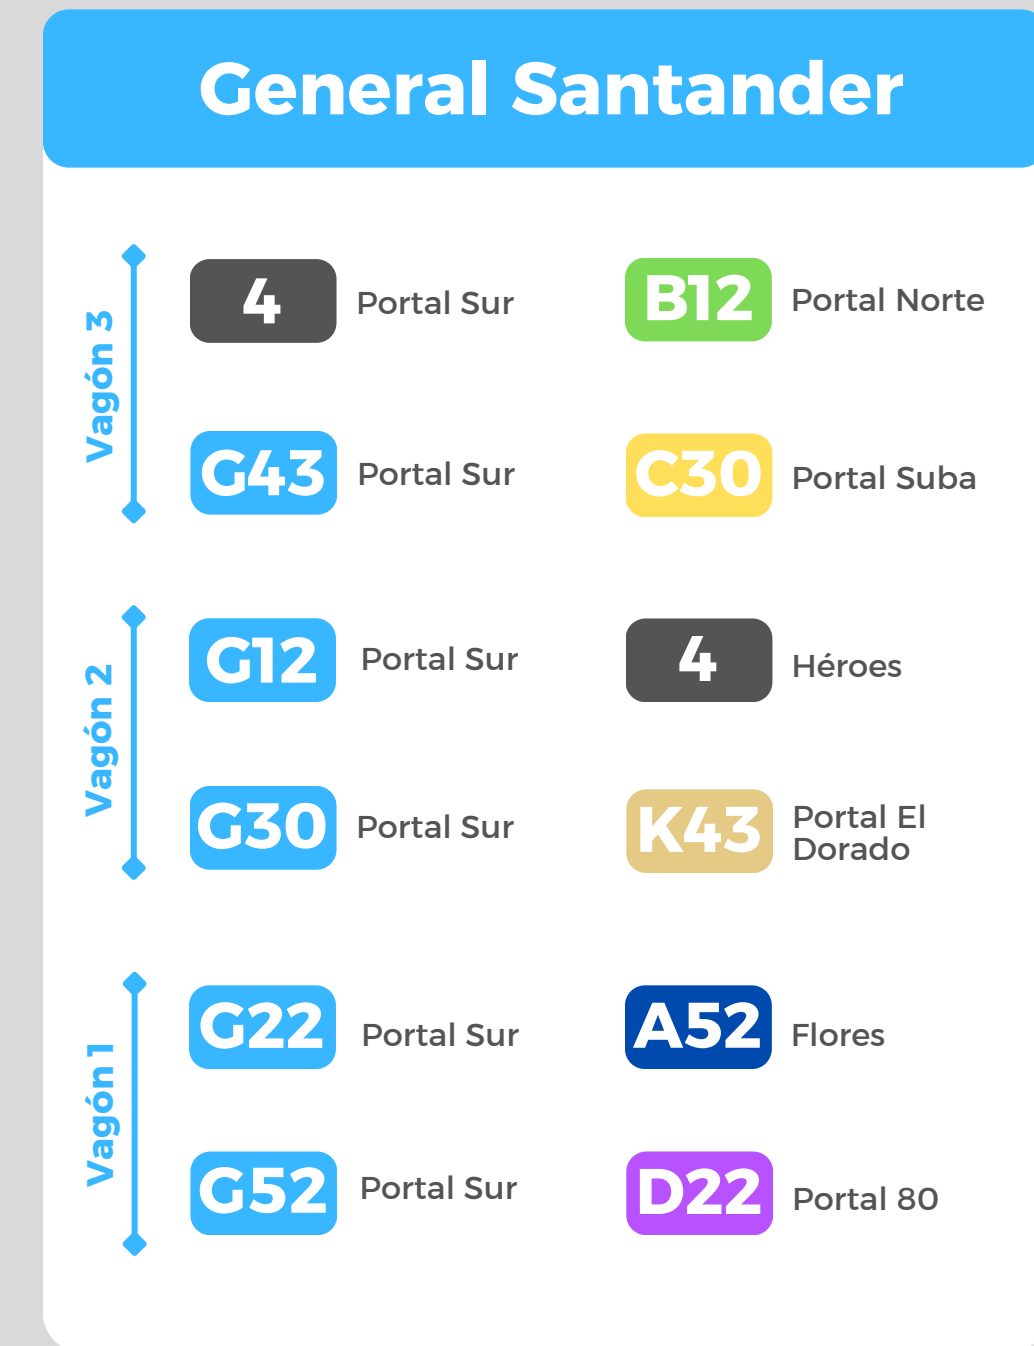 General Santander
Vagón 3
4 Portal Sur
B12 Portal Norte
G43 Portal Sur
C30 Portal Suba
Vagón 2
G12 Portal Sur
4 Héroes
G30 Portal Sur
K43 Portal El
Dorado
Vagón 1
G22 Portal Sur
A52 Flores
G52 Portal Sur
D22 Portal 80